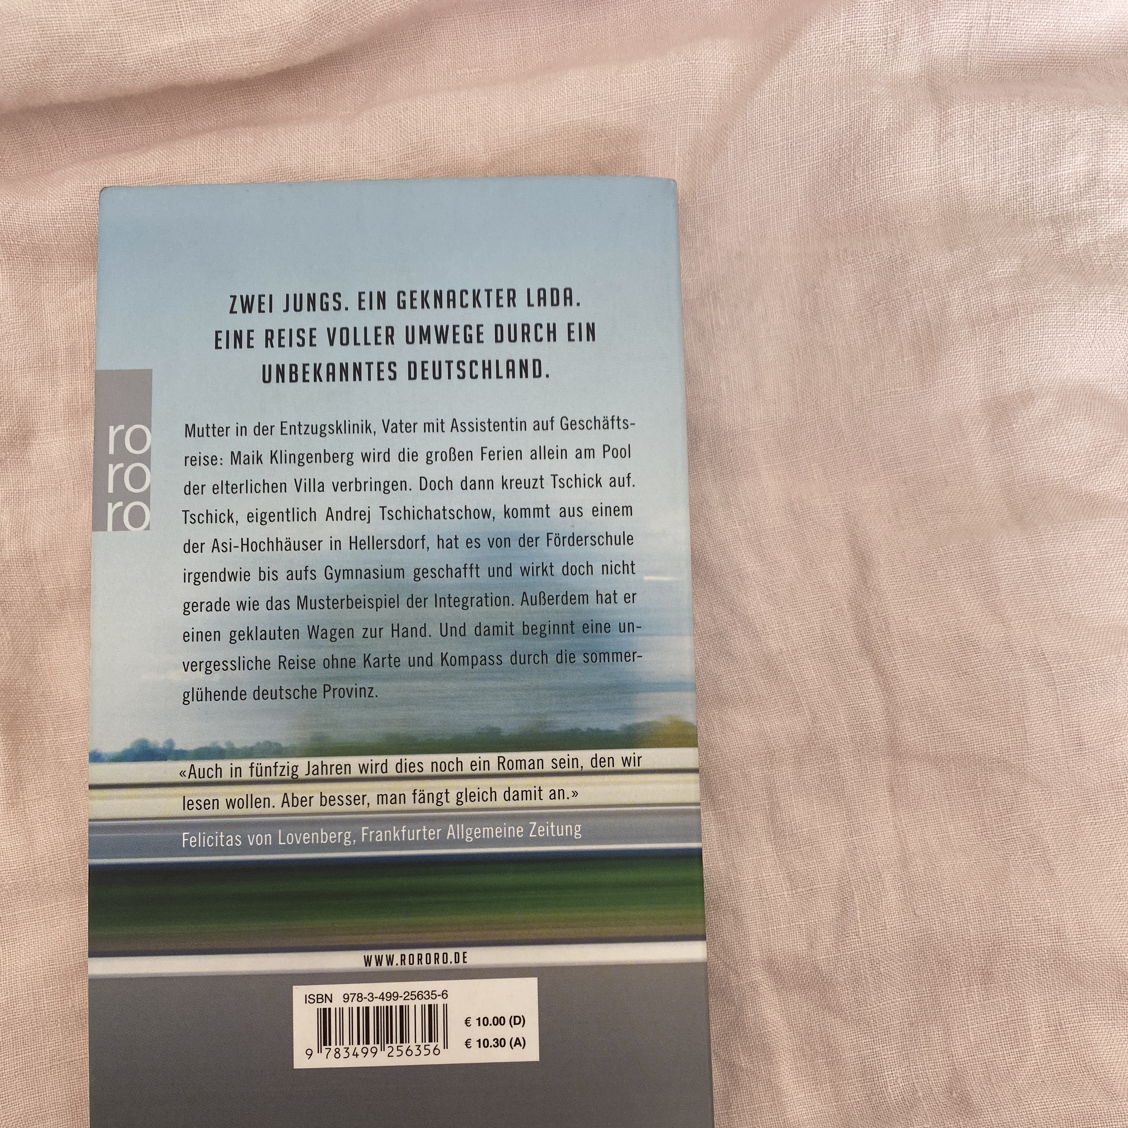 ZWEI JUNGS. EIN GEKNACKTER LADA.
EINE REISE VOLLER UMWEGE DURCH EIN
UNBEKANNTES DEUTSCHLAND.
ro
ro
ro
Mutter in der Entzugsklinik, Vater mit Assistentin auf Geschäfts-
reise: Maik Klingenberg wird die großen Ferien allein am Pool
der elterlichen Villa verbringen. Doch dann kreuzt Tschick auf.
Tschick, eigentlich Andrej Tschichatschow, kommt aus einem
der Asi-Hochhäuser in Hellersdorf, hat es von der Förderschule
irgendwie bis aufs Gymnasium geschafft und wirkt doch nicht
gerade wie das Musterbeispiel der Integration. Außerdem hat er
einen geklauten Wagen zur Hand. Und damit beginnt eine un-
vergessliche Reise ohne Karte und Kompass durch die sommer-
glühende deutsche Provinz.
«Auch in fünfzig Jahren wird dies noch ein Roman sein, den wir
lesen wollen. Aber besser, man fängt gleich damit an.»
Felicitas von Lovenberg, Frankfurter Allgemeine Zeitung
WWW.RORORO.DE
ISBN 978-3-499-25635-6
€ 10.00 (D)
€ 10.30 (A)
9 783499 256356